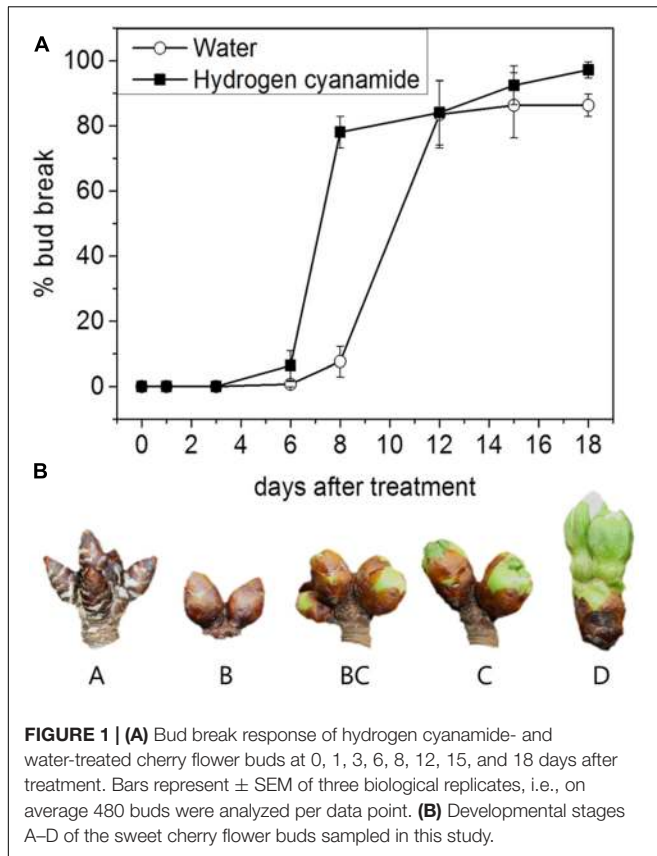 A
Water
Hydrogen cyanamide
100
80
60
40
20
0
% bud break
0 2 4 6 8 10 12 14 16 18
days after treatment
B
A B BC C D
FIGURE 1 | (A) Bud break response of hydrogen cyanamide- and
water-treated cherry flower buds at 0, 1, 3, 6, 8, 12, 15, and 18 days after
treatment. Bars represent ± SEM of three biological replicates, i.e., on
average 480 buds were analyzed per data point. (B) Developmental stages
A–D of the sweet cherry flower buds sampled in this study.